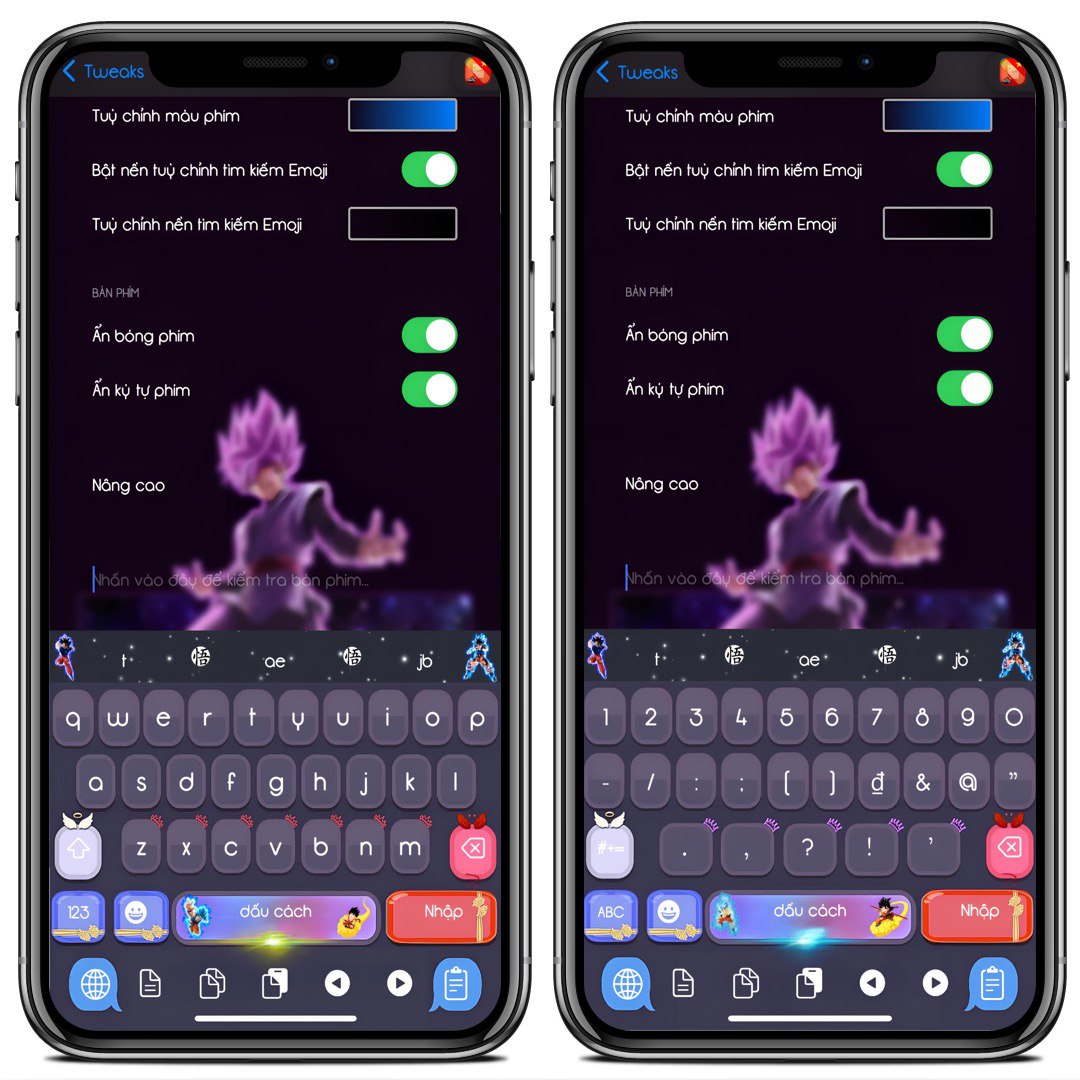 Tweaks
Tuỳ chỉnh màu phím
Bật nền tuỳ chỉnh tìm kiếm Emoji
Tuỳ chỉnh nền tìm kiếm Emoji
BÀN PHÍM
Ẩn bóng phím
Ẩn ký tự phím
Nâng cao
Nhấn vào đây để kiểm tra bàn phím...
t 悟 ae 悟 jb
q w e r t y u i o p
a s d f g h j k l
z x c v b n m
123 dấu cách Nhập
Tweaks
Tuỳ chỉnh màu phím
Bật nền tuỳ chỉnh tìm kiếm Emoji
Tuỳ chỉnh nền tìm kiếm Emoji
BÀN PHÍM
Ẩn bóng phím
Ẩn ký tự phím
Nâng cao
Nhấn vào đây để kiểm tra bàn phím...
t 悟 ae 悟 jb
1 2 3 4 5 6 7 8 9 0
- / : ; ( ) ₫ & @ ”
#+= . , ? ! ’
ABC dấu cách Nhập